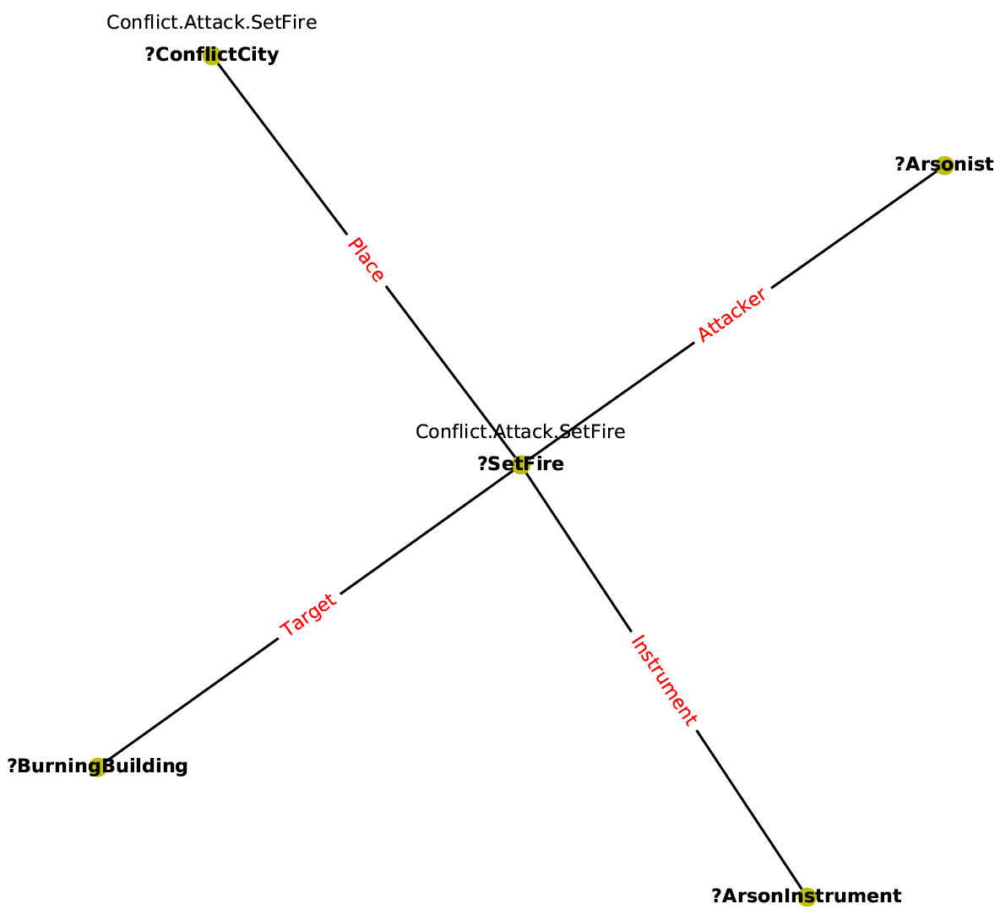 Conflict.Attack.SetFire
?ConflictCity
?Arsonist
Place
Attacker
Conflict.Attack.SetFire
?SetFire
Target
Instrument
?BurningBuilding
?ArsonInstrument